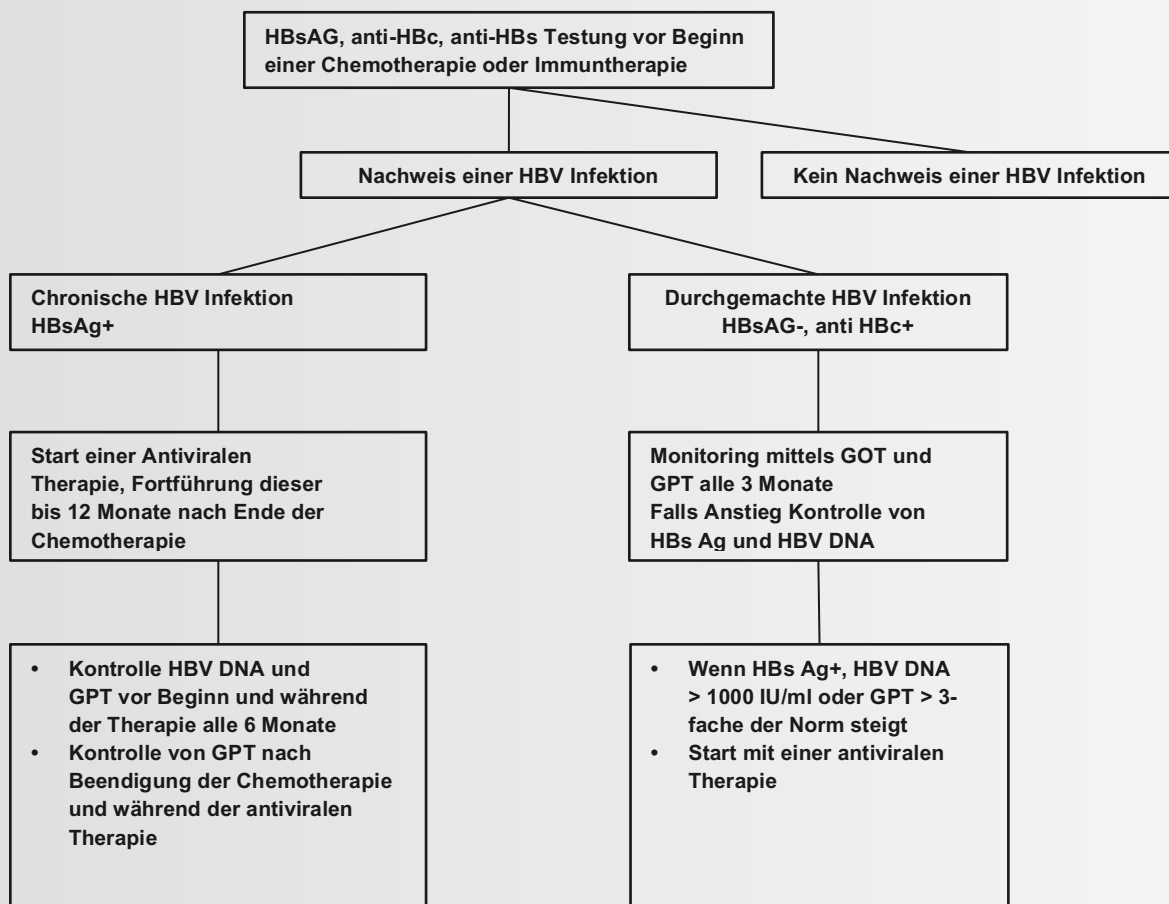 HBsAG, anti-HBc, anti-HBs Testung vor Beginn
einer Chemotherapie oder Immuntherapie
Nachweis einer HBV Infektion
Kein Nachweis einer HBV Infektion
Chronische HBV Infektion
HBsAg+
Durchgemachte HBV Infektion
HBsAG-, anti HBc+
Start einer Antiviralen
Therapie, Fortführung dieser
bis 12 Monate nach Ende der
Chemotherapie
Monitoring mittels GOT und
GPT alle 3 Monate
Falls Anstieg Kontrolle von
HBs Ag und HBV DNA
• Kontrolle HBV DNA und
GPT vor Beginn und während
der Therapie alle 6 Monate
• Kontrolle von GPT nach
Beendigung der Chemotherapie
und während der antiviralen
Therapie
• Wenn HBs Ag+, HBV DNA
> 1000 IU/ml oder GPT > 3-
fache der Norm steigt
• Start mit einer antiviralen
Therapie